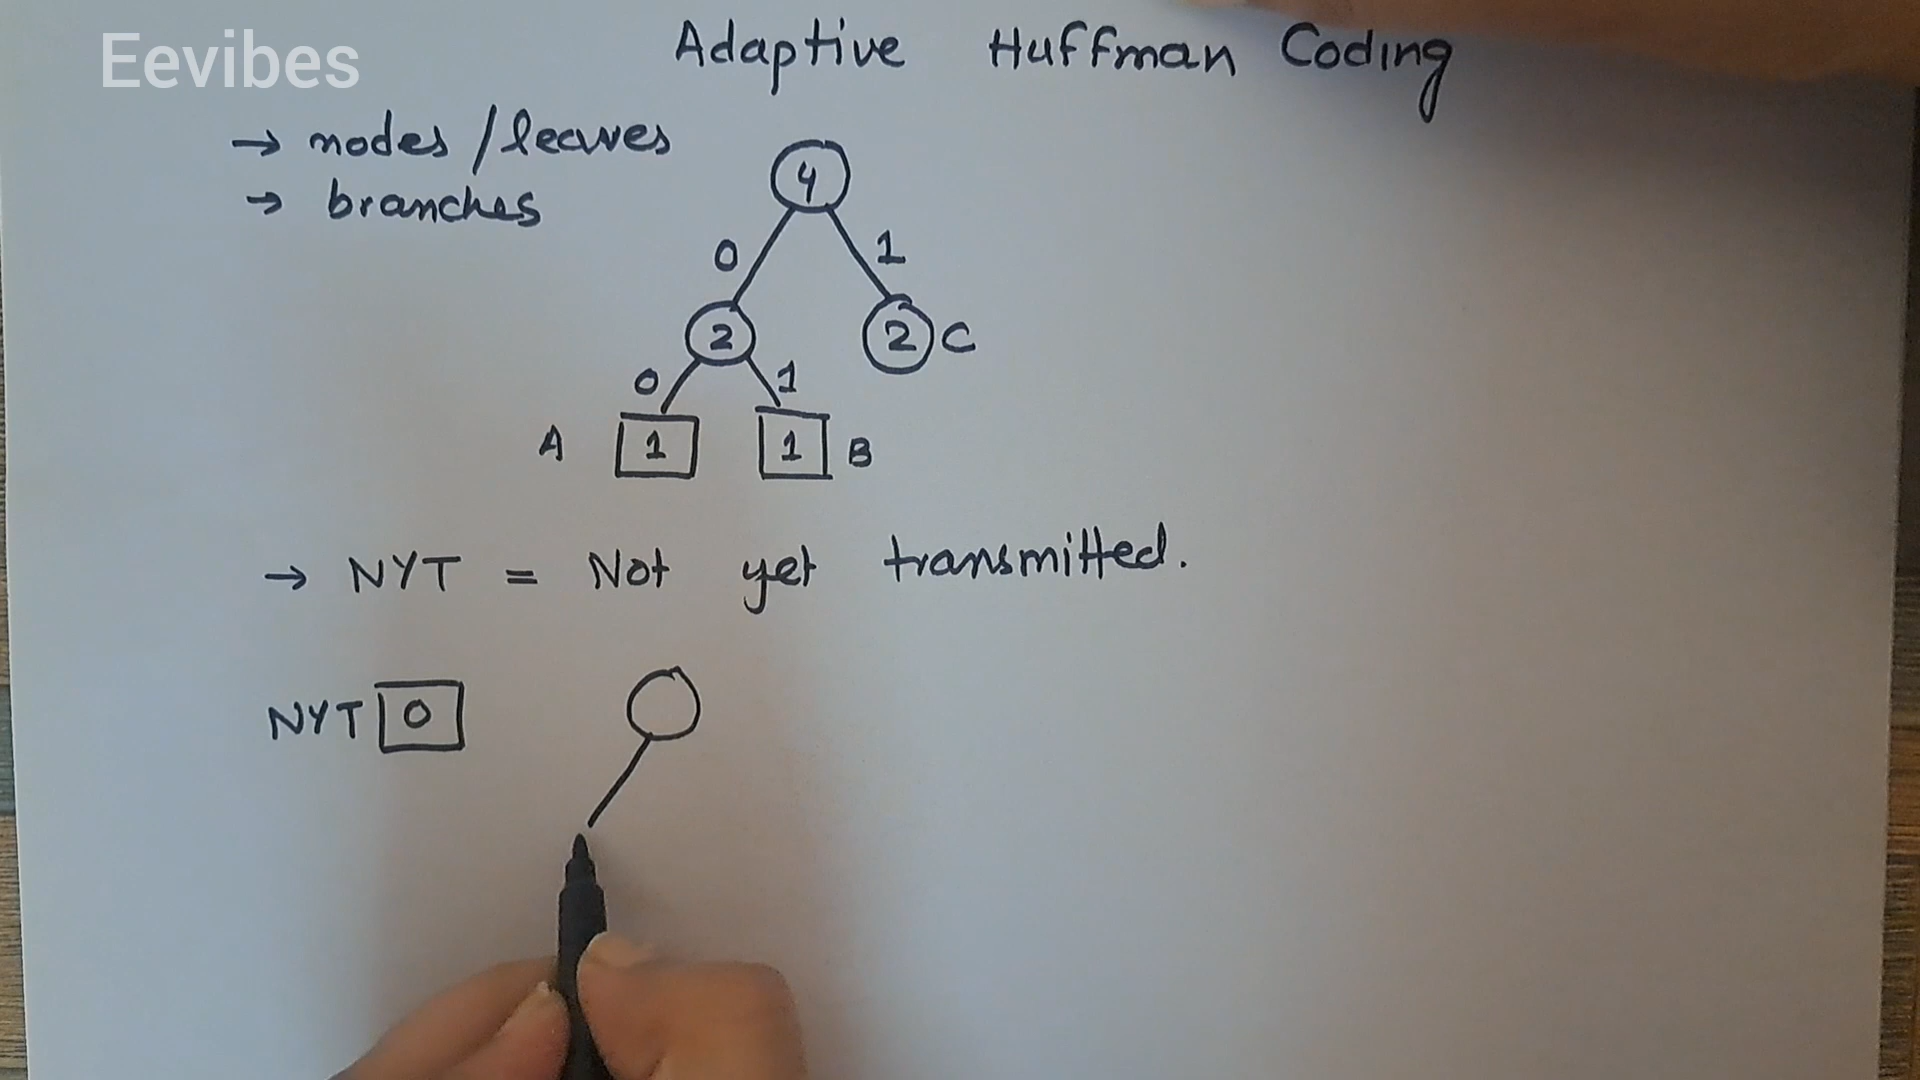 Eevibes
Adaptive Huffman Coding
→ nodes / leaves
→ branches
4
0 1
2 2 C
0 1
A 1 1 B
→ NYT = Not yet transmitted.
NYT 0